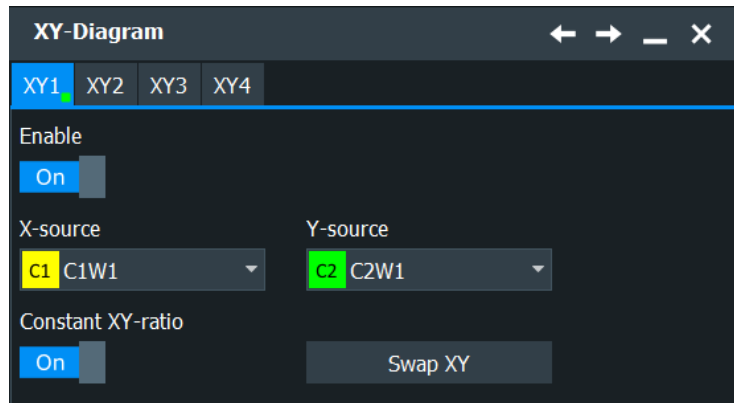 XY-Diagram
XY1 XY2 XY3 XY4
Enable
On
X-source Y-source
C1 C1W1 C2 C2W1
Constant XY-ratio
On Swap XY